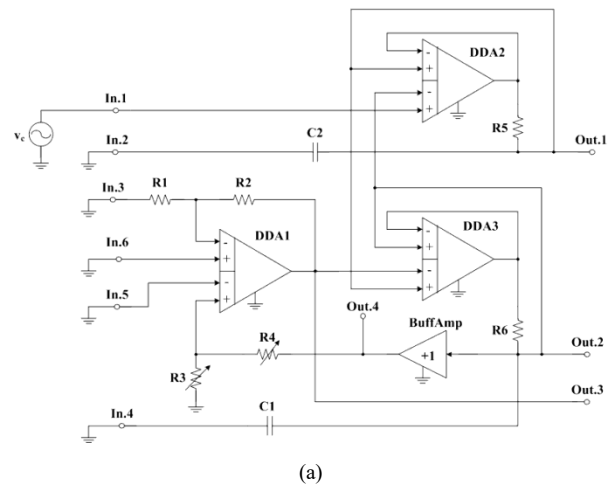 DDA2
-
+
-
+
In.1
vc
R5
In.2
C2
Out.1
In.3
R1
R2
DDA1
DDA3
-
+
-
+
In.6
-
+
-
+
In.5
Out.4
BuffAmp
+1
R6
R4
R3
Out.2
Out.3
In.4
C1
(a)